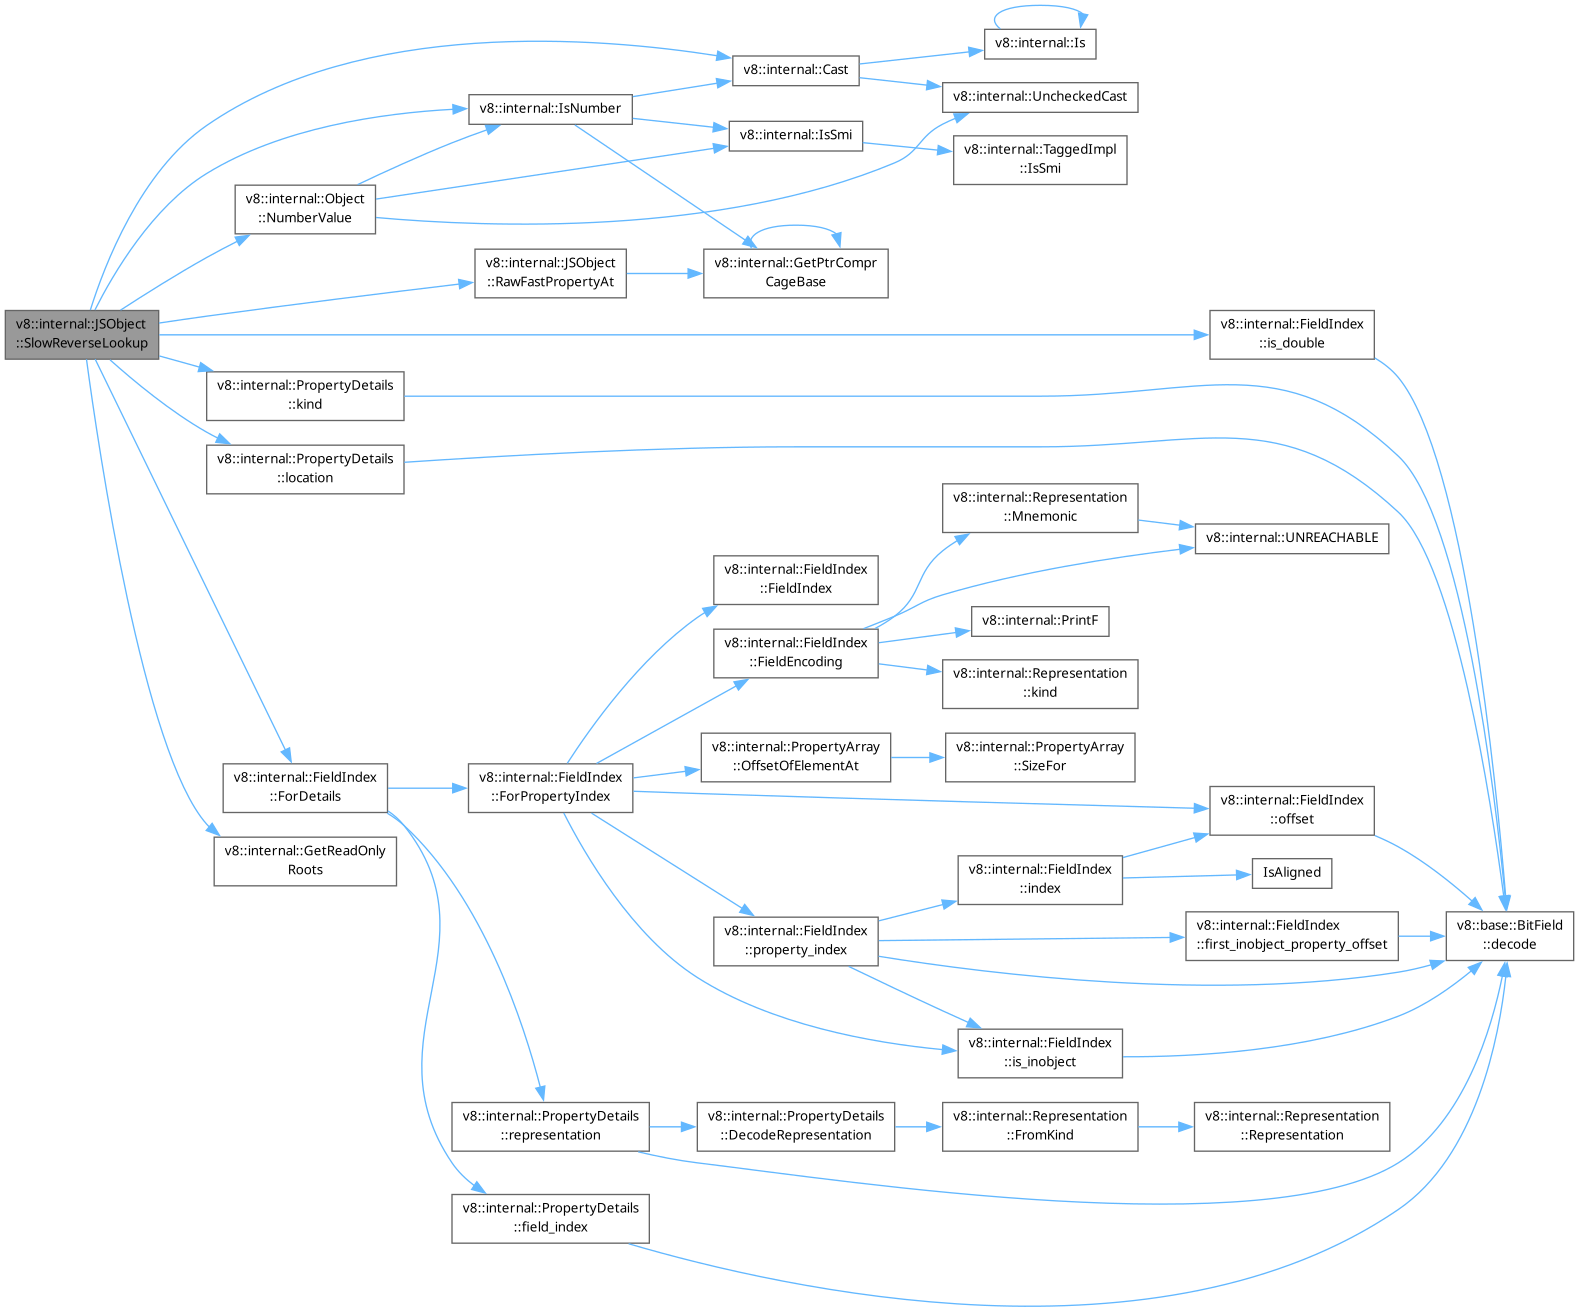 v8::internal::Is
v8::internal::Cast
v8::internal::UncheckedCast
v8::internal::IsNumber
v8::internal::IsSmi
v8::internal::TaggedImpl
::IsSmi
v8::internal::Object
::NumberValue
v8::internal::JSObject
::RawFastPropertyAt
v8::internal::GetPtrCompr
CageBase
v8::internal::JSObject
::SlowReverseLookup
v8::internal::FieldIndex
::is_double
v8::internal::PropertyDetails
::kind
v8::internal::PropertyDetails
::location
v8::internal::Representation
::Mnemonic
v8::internal::UNREACHABLE
v8::internal::FieldIndex
::FieldIndex
v8::internal::PrintF
v8::internal::FieldIndex
::FieldEncoding
v8::internal::Representation
::kind
v8::internal::PropertyArray
::OffsetOfElementAt
v8::internal::PropertyArray
::SizeFor
v8::internal::FieldIndex
::ForDetails
v8::internal::FieldIndex
::ForPropertyIndex
v8::internal::FieldIndex
::offset
v8::internal::GetReadOnly
Roots
v8::internal::FieldIndex
::index
IsAligned
v8::internal::FieldIndex
::property_index
v8::internal::FieldIndex
::first_inobject_property_offset
v8::base::BitField
::decode
v8::internal::FieldIndex
::is_inobject
v8::internal::PropertyDetails
::representation
v8::internal::PropertyDetails
::DecodeRepresentation
v8::internal::Representation
::FromKind
v8::internal::Representation
::Representation
v8::internal::PropertyDetails
::field_index